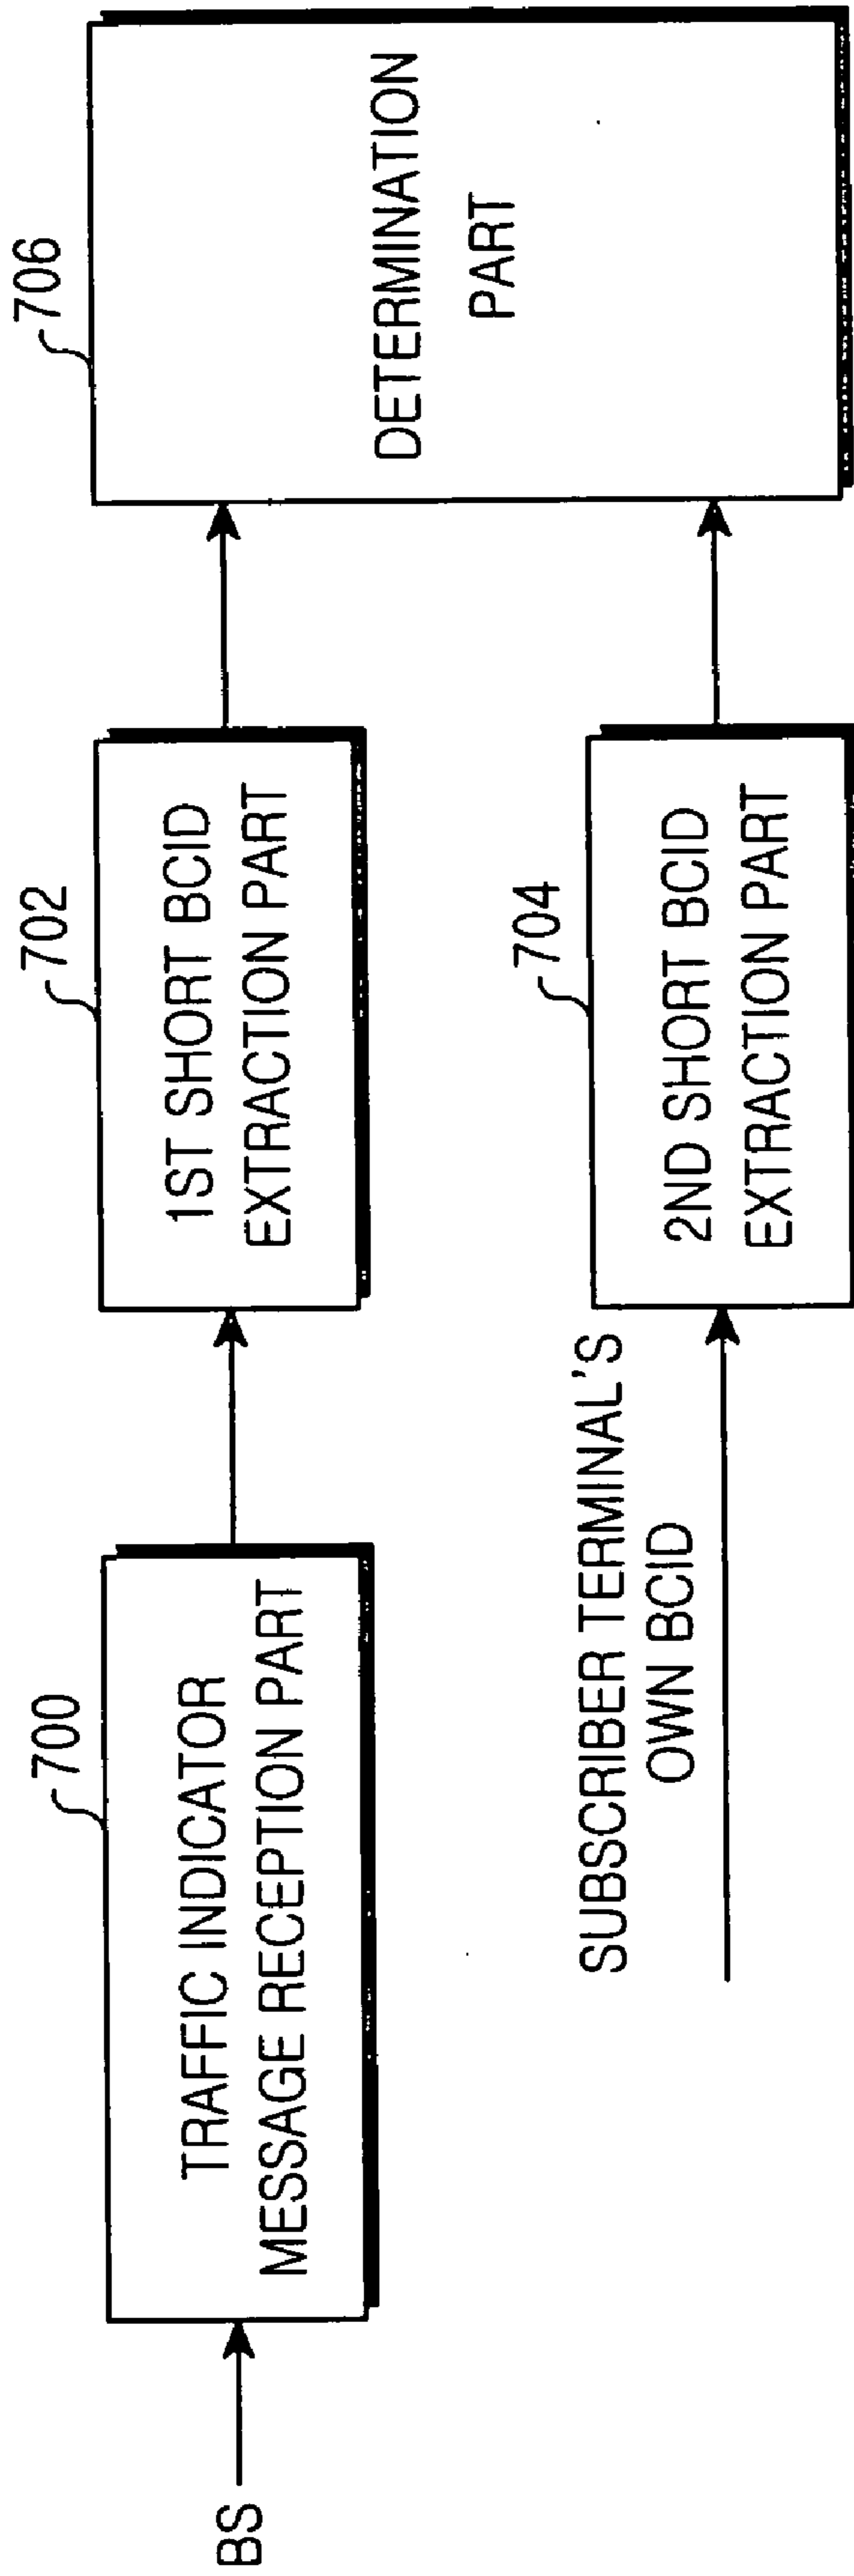 BS
700
TRAFFIC INDICATOR
MESSAGE RECEPTION PART
702
1ST SHORT BCID
EXTRACTION PART
706
DETERMINATION
PART
SUBSCRIBER TERMINAL'S
OWN BCID
704
2ND SHORT BCID
EXTRACTION PART